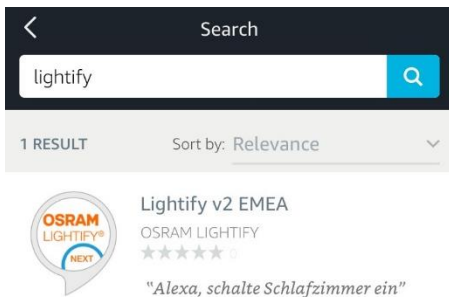 Search
lightify
1 RESULT Sort by: Relevance
OSRAM
LIGHTIFY®
NEXT
Lightify v2 EMEA
OSRAM LIGHTIFY
0
"Alexa, schalte Schlafzimmer ein"